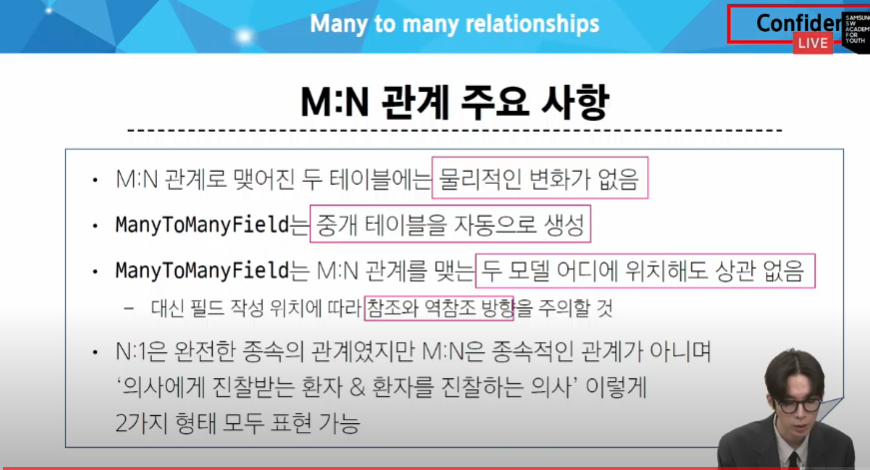 Many to many relationships
Confiden
LIVE
SAMSUNG
SW
ACADEMY
FOR
YOUTH
M:N 관계 주요 사항
• M:N 관계로 맺어진 두 테이블에는 물리적인 변화가 없음
• ManyToManyField는 중개 테이블을 자동으로 생성
• ManyToManyField는 M:N 관계를 맺는 두 모델 어디에 위치해도 상관 없음
– 대신 필드 작성 위치에 따라 참조와 역참조 방향을 주의할 것
• N:1은 완전한 종속의 관계였지만 M:N은 종속적인 관계가 아니며
‘의사에게 진찰받는 환자 & 환자를 진찰하는 의사’ 이렇게
2가지 형태 모두 표현 가능